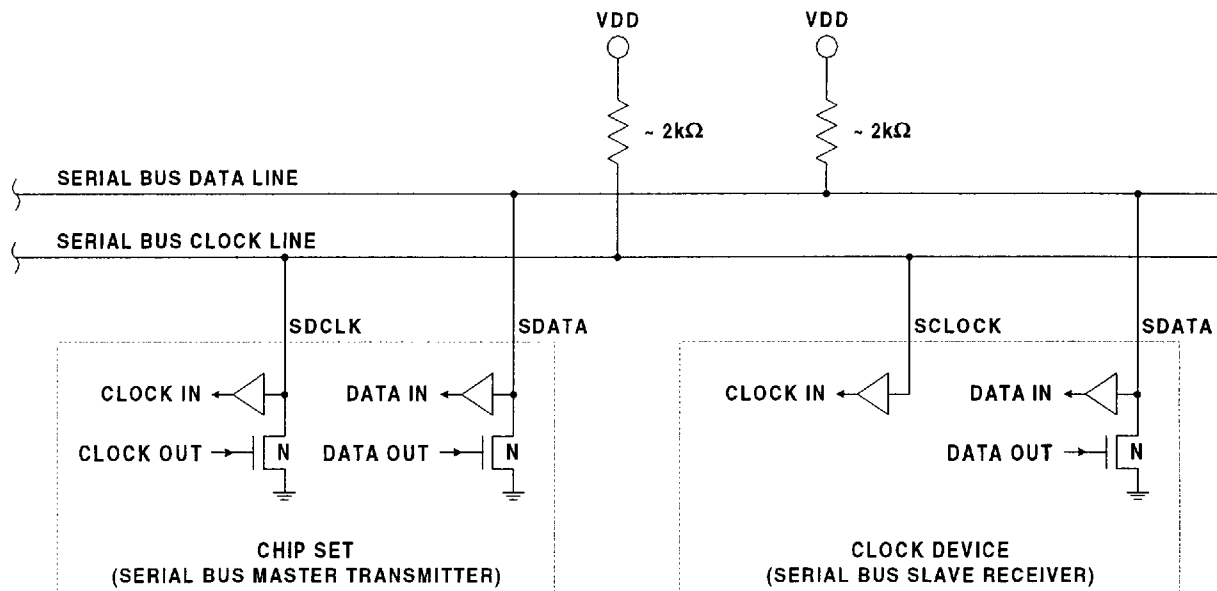 VDD VDD
~ 2kΩ ~ 2kΩ
SERIAL BUS DATA LINE
SERIAL BUS CLOCK LINE
SDCLK SDATA SCLOCK SDATA
CLOCK IN DATA IN CLOCK IN DATA IN
CLOCK OUT N DATA OUT N DATA OUT N
CHIP SET CLOCK DEVICE
(SERIAL BUS MASTER TRANSMITTER) (SERIAL BUS SLAVE RECEIVER)